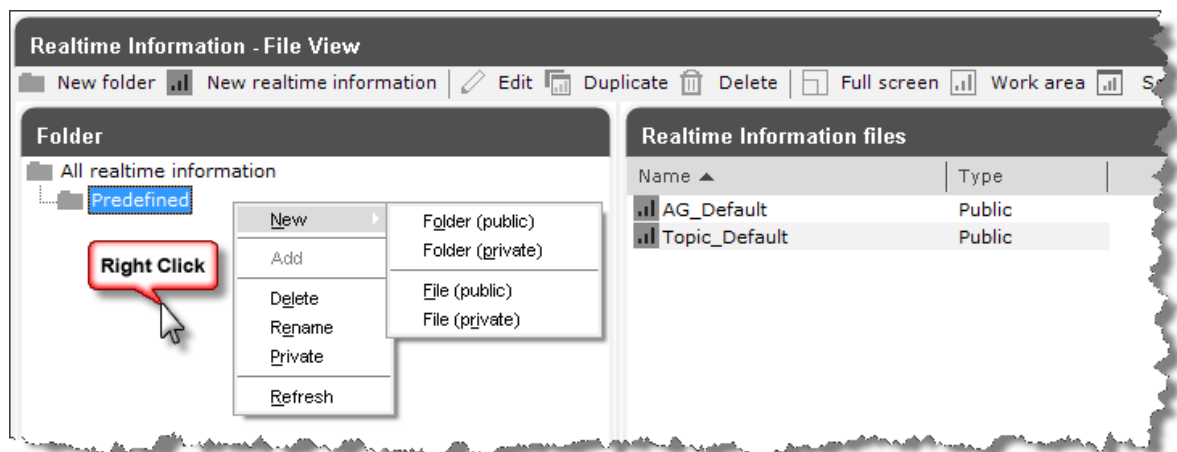 Realtime Information - File View
New folder New realtime information Edit Duplicate Delete Full screen Work area
Folder
All realtime information
Predefined
Right Click
New
Add
Delete
Rename
Private
Refresh
Folder (public)
Folder (private)
File (public)
File (private)
Realtime Information files
Name Type
AG_Default Public
Topic_Default Public